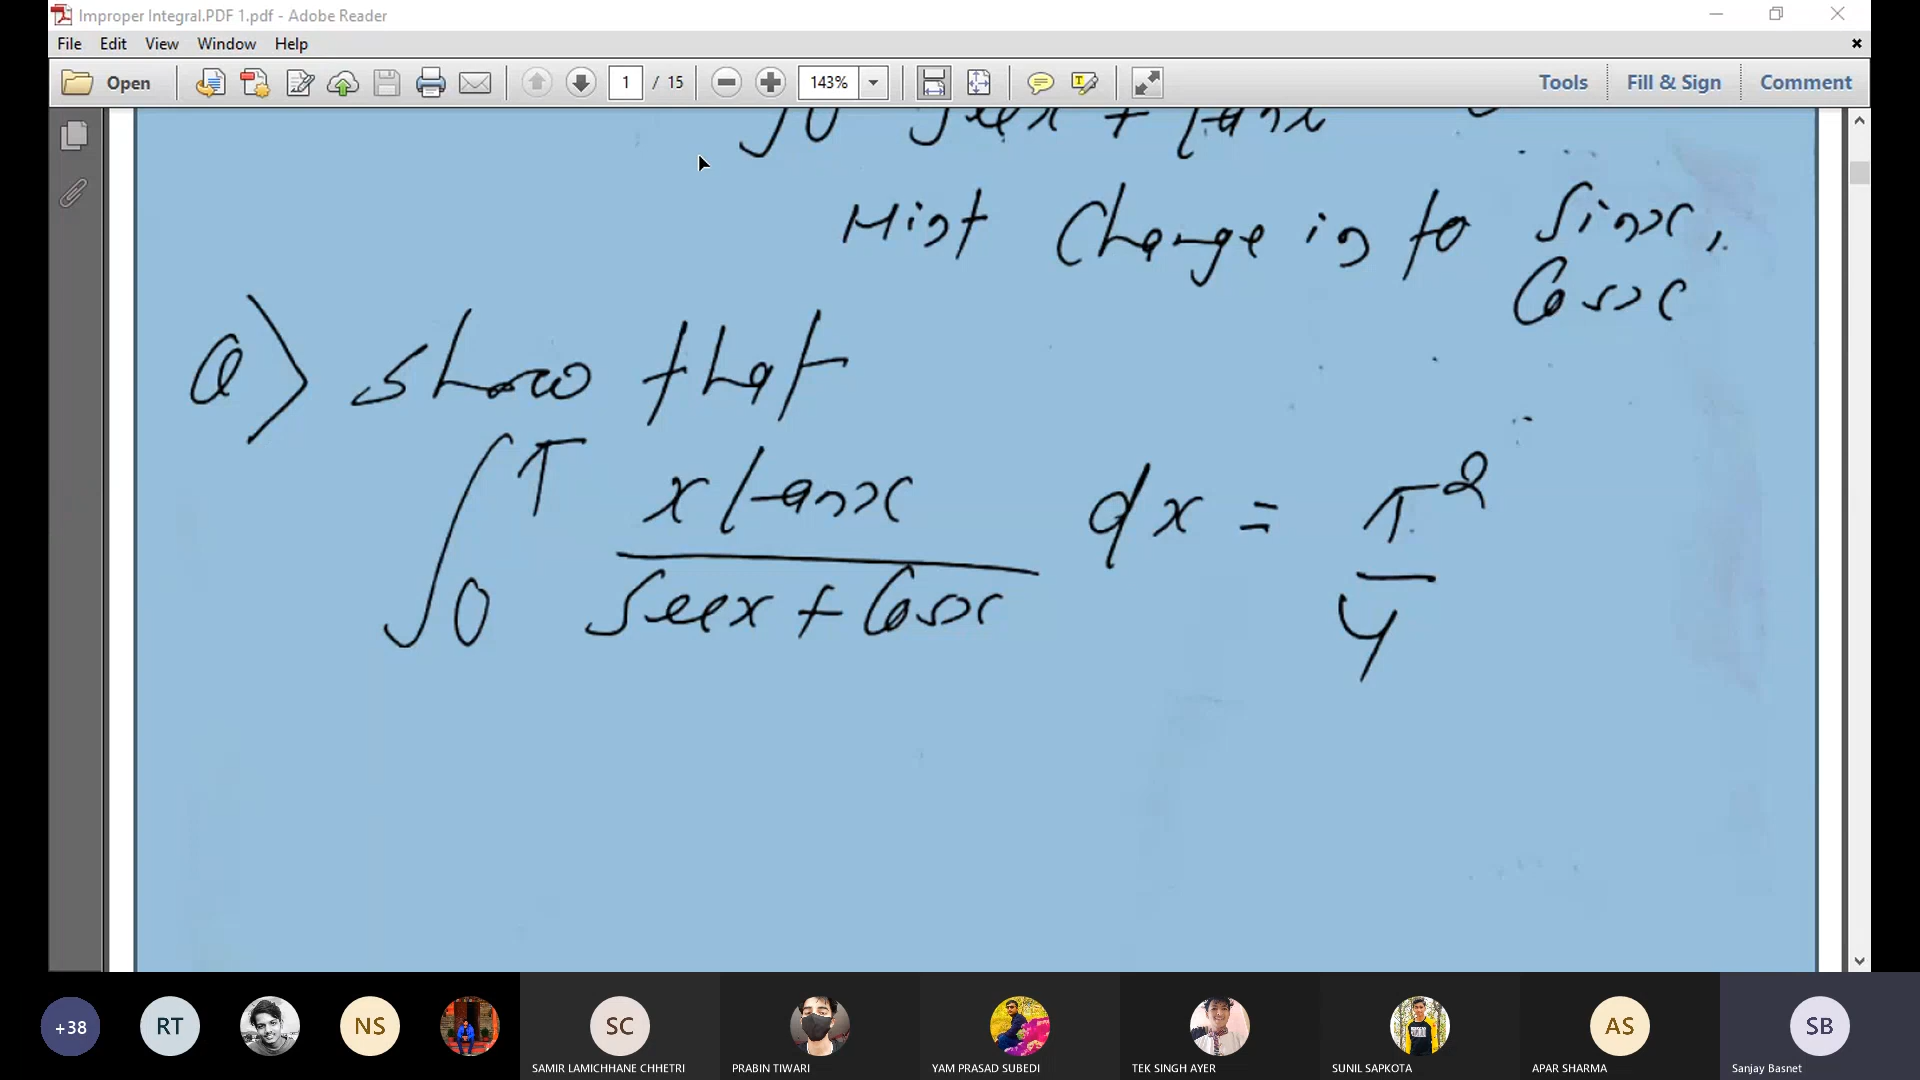 Improper Integral.PDF 1.pdf - Adobe Reader
File Edit View Window Help
Open 1 / 15 143% Tools Fill & Sign Comment
∫0 Secx + tanx
Hint Change in to Sinx,
Cosx
Q> show that
∫0^π x tanx / Secx + Cosx dx = π² / 4
+38 RT NS SC AS SB
SAMIR LAMICHHANE CHHETRI PRABIN TIWARI YAM PRASAD SUBEDI TEK SINGH AYER SUNIL SAPKOTA APAR SHARMA Sanjay Basnet